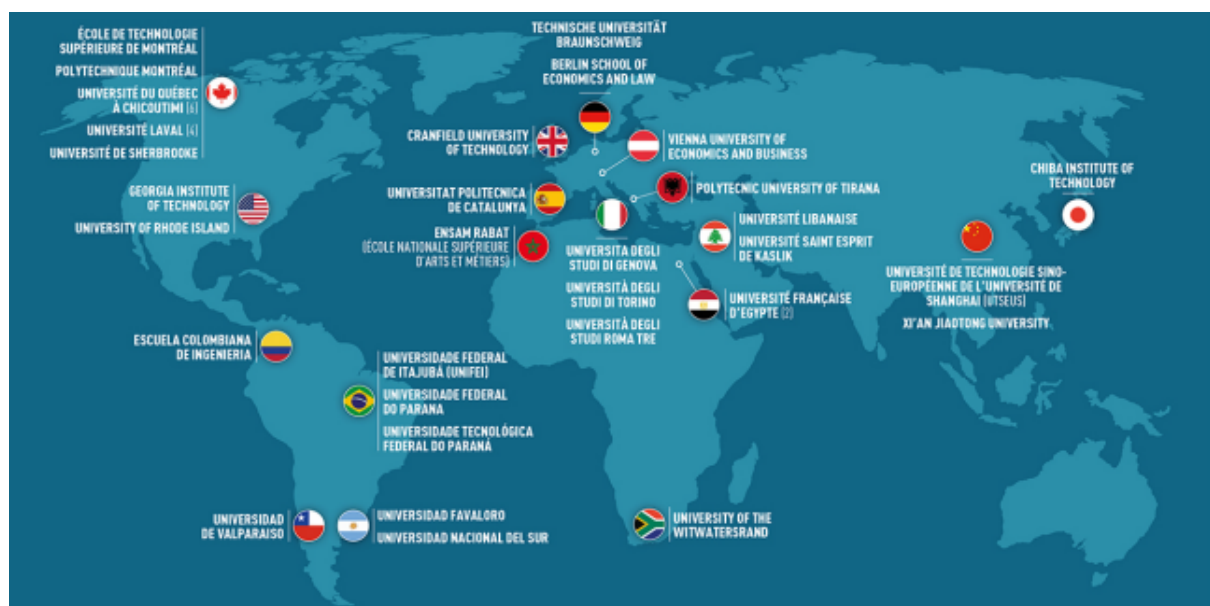 ÉCOLE DE TECHNOLOGIE
SUPÉRIEURE DE MONTRÉAL
POLYTECHNIQUE MONTRÉAL
UNIVERSITÉ DU QUÉBEC
À CHICOUTIMI (6)
UNIVERSITÉ LAVAL (4)
UNIVERSITÉ DE SHERBROOKE
GEORGIA INSTITUTE
OF TECHNOLOGY
UNIVERSITY OF RHODE ISLAND
TECHNISCHE UNIVERSITÄT
BRAUNSCHWEIG
BERLIN SCHOOL OF
ECONOMICS AND LAW
CRANFIELD UNIVERSITY
OF TECHNOLOGY
VIENNA UNIVERSITY OF
ECONOMICS AND BUSINESS
UNIVERSITAT POLITECNICA
DE CATALUNYA
POLYTECNIC UNIVERSITY OF TIRANA
ENSAM RABAT
(ÉCOLE NATIONALE SUPÉRIEURE
D'ARTS ET MÉTIERS)
UNIVERSITA DEGLI
STUDI DI GENOVA
UNIVERSITÀ DEGLI
STUDI DI TORINO
UNIVERSITÀ DEGLI
STUDI ROMA TRE
UNIVERSITÉ LIBANAISE
UNIVERSITÉ SAINT ESPRIT
DE KASLIK
UNIVERSITÉ FRANÇAISE
D'EGYPTE (2)
CHIBA INSTITUTE OF
TECHNOLOGY
UNIVERSITÉ DE TECHNOLOGIE SINO-
EUROPÉENNE DE L'UNIVERSITÉ DE
SHANGHAI (UTSEUS)
XI'AN JIAOTONG UNIVERSITY
ESCUELA COLOMBIANA
DE INGENIERIA
UNIVERSIDADE FEDERAL
DE ITAJUBÁ (UNIFEI)
UNIVERSIDADE FEDERAL
DO PARANA
UNIVERSIDADE TECNOLÓGICA
FEDERAL DO PARANÁ
UNIVERSIDAD
DE VALPARAISO
UNIVERSIDAD FAVALORO
UNIVERSIDAD NACIONAL DEL SUR
UNIVERSITY OF THE
WITWATERSRAND